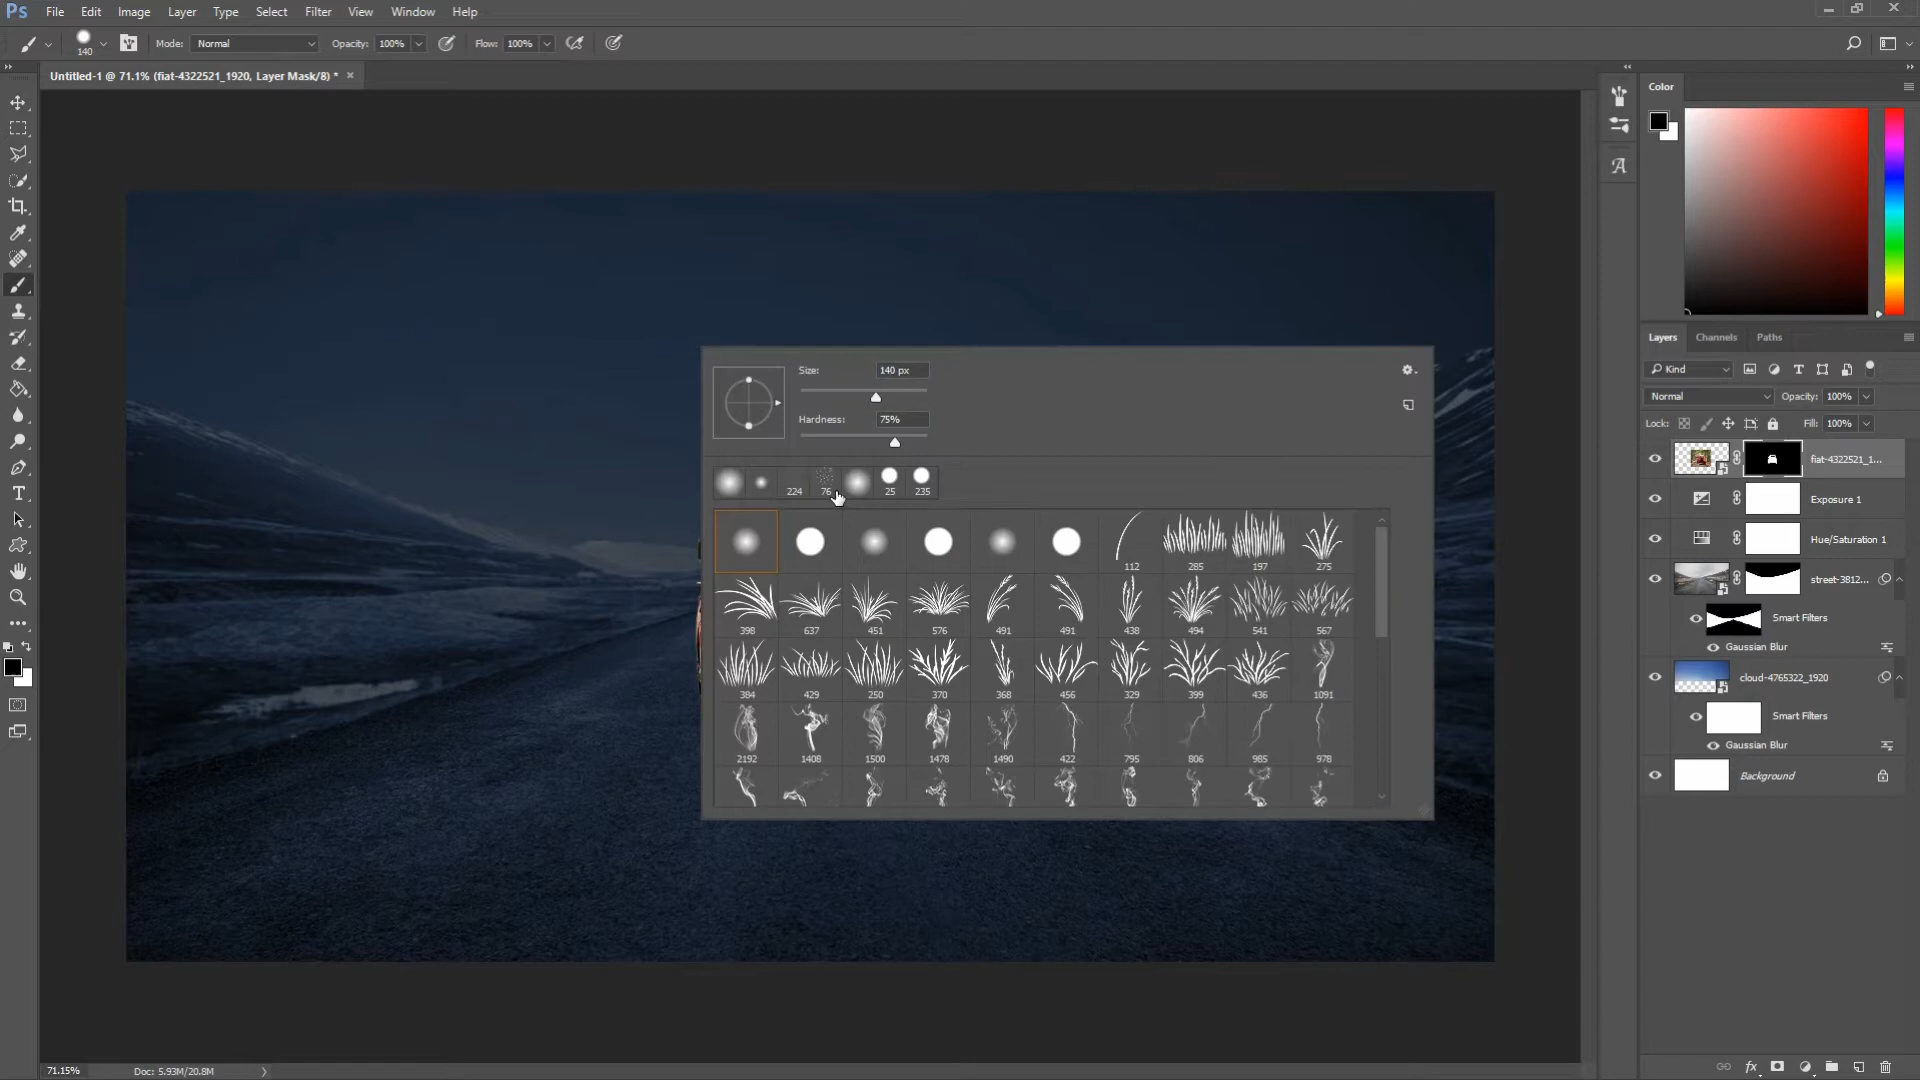 Ps File Edit Image Layer Type Select Filter View Window Help
140 Mode: Normal Opacity: 100% Flow: 100%
Untitled-1 @ 71.1% (fiat-4322521_1920, Layer Mask/8) * ×
Color
Size: 140 px
Hardness: 75%
224 76 25 235
112 285 197 275
398 637 451 576 491 491 438 494 541 567
384 429 250 370 368 456 329 399 436 1091
2192 1408 1500 1478 1490 422 795 806 985 978
Layers Channels Paths
Kind
Normal Opacity: 100%
Lock: Fill: 100%
fiat-4322521_1...
Exposure 1
Hue/Saturation 1
street-3812...
Smart Filters
Gaussian Blur
cloud-4765322_1920
Smart Filters
Gaussian Blur
Background
fx
71.15% Doc: 5.93M/20.8M